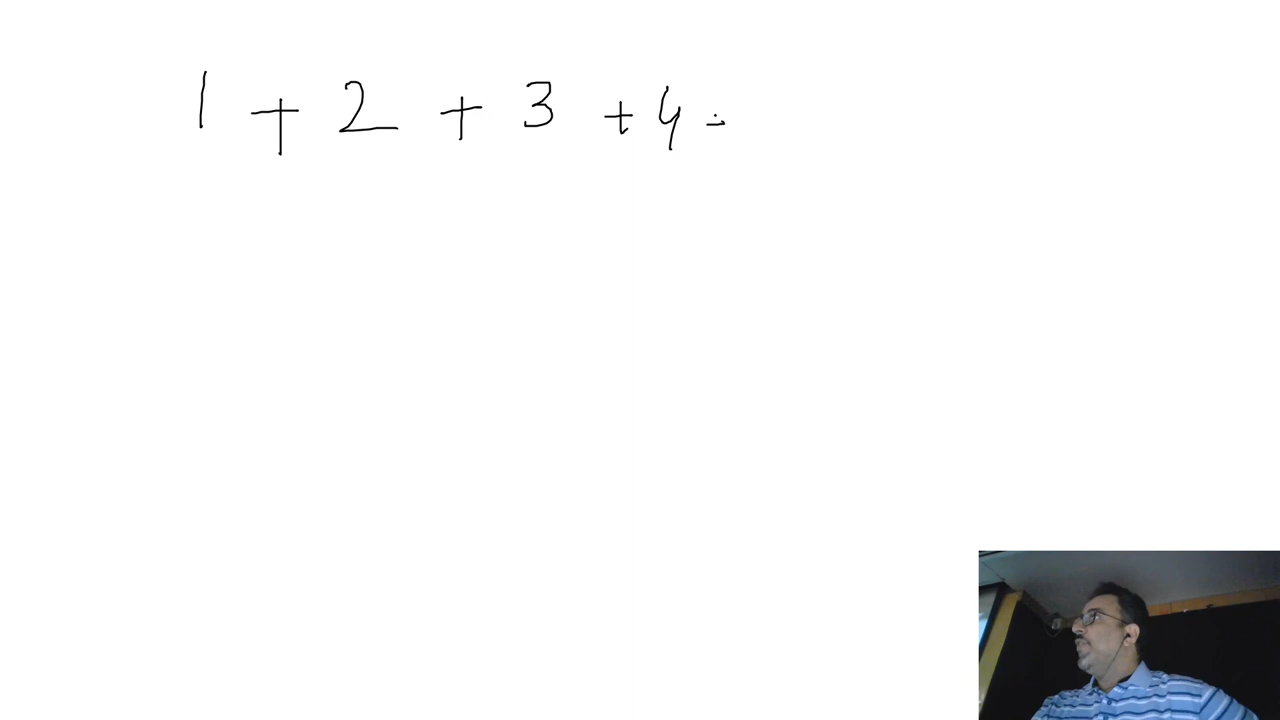 1 + 2 + 3 + 4 =